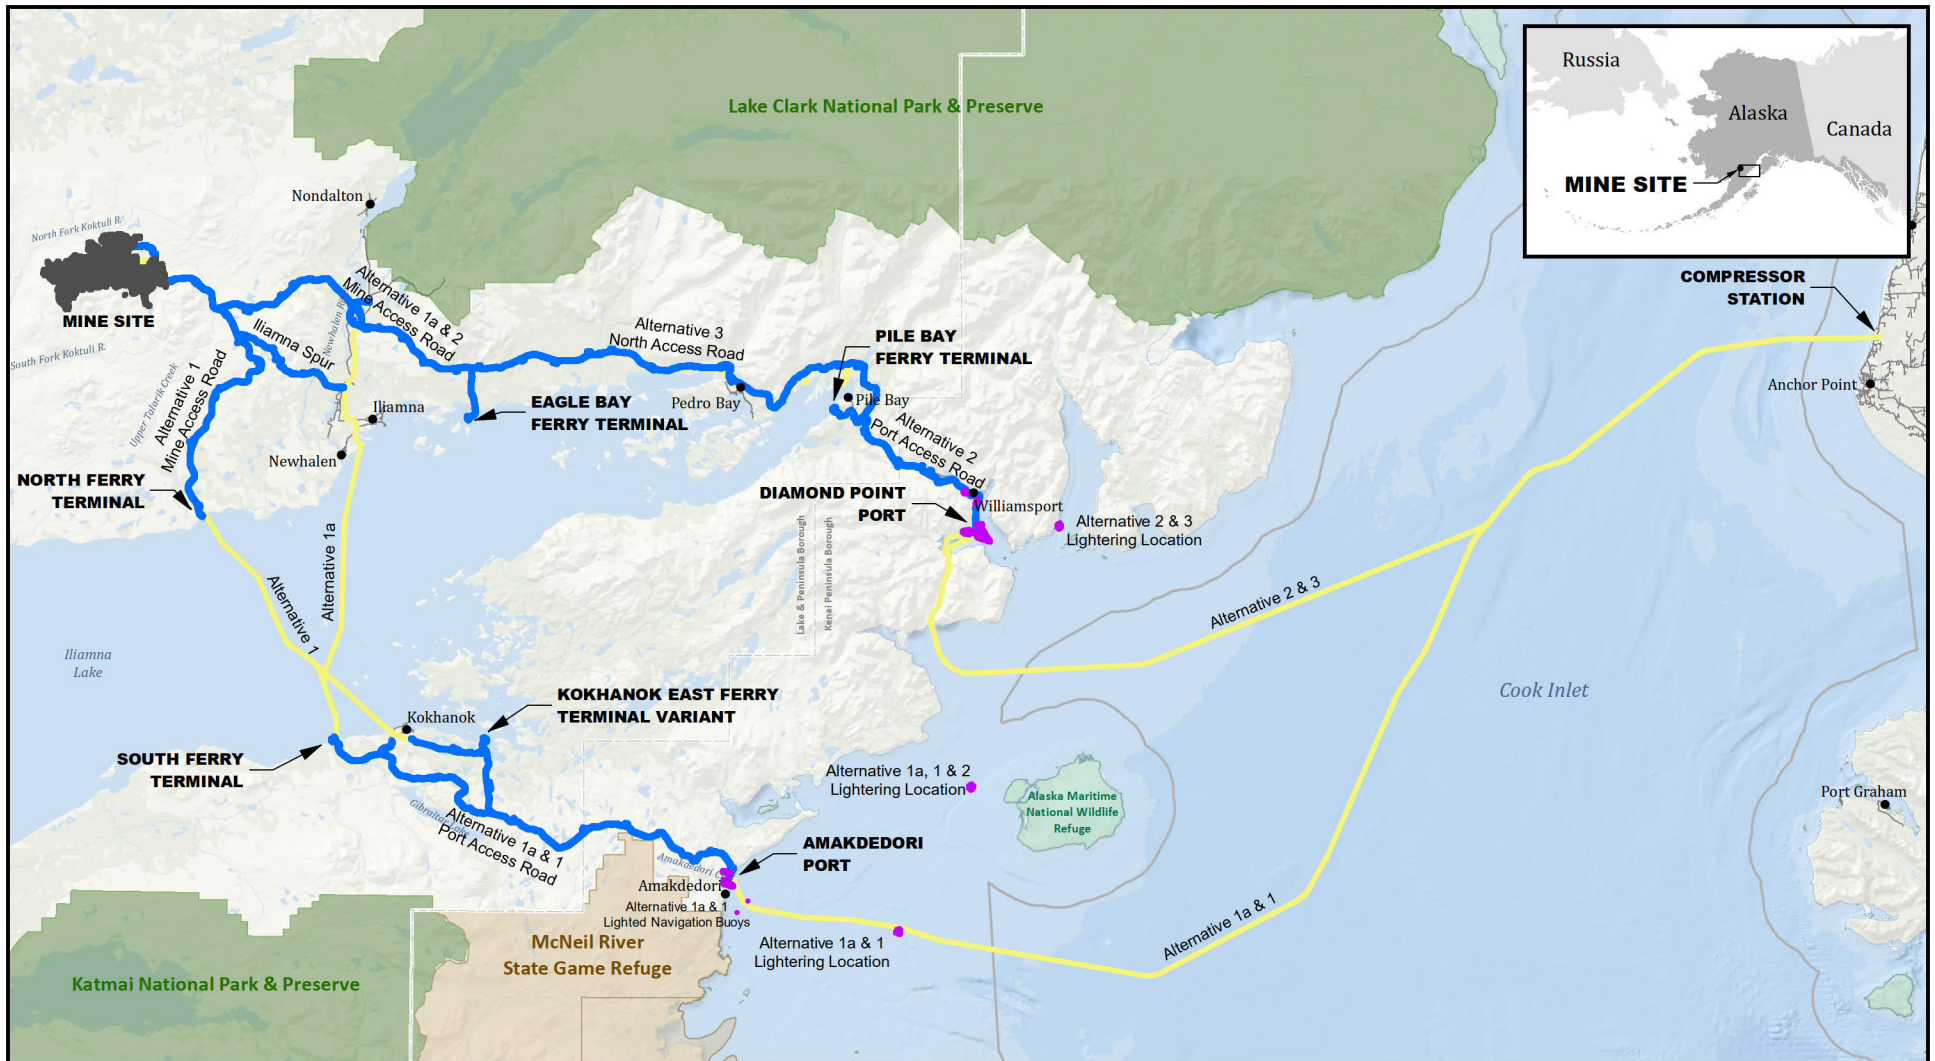 Russia
Alaska
Canada
MINE SITE
Lake Clark National Park & Preserve
Nondalton
North Fork Koktuli R.
MINE SITE
South Fork Koktuli R.
Iliamna Spur
Newhalen Ri
Alternative 1a & 2
Mine Access Road
Alternative 3
North Access Road
PILE BAY
FERRY TERMINAL
COMPRESSOR
STATION
Anchor Point
Upper Talarik Creek
Alternative 1
Mine Access Road
Iliamna
Newhalen
EAGLE BAY
FERRY TERMINAL
Pedro Bay
Pile Bay
Alternative 2
Port Access Road
NORTH FERRY
TERMINAL
DIAMOND POINT
PORT
Williamsport
Alternative 2 & 3
Lightering Location
Lake & Peninsula Borough
Kenai Peninsula Borough
Alternative 1
Alternative 1a
Alternative 2 & 3
Iliamna
Lake
Cook Inlet
KOKHANOK EAST FERRY
TERMINAL VARIANT
Kokhanok
SOUTH FERRY
TERMINAL
Gibraltar Lake
Alternative 1a & 1
Port Access Road
Alternative 1a, 1 & 2
Lightering Location
Alaska Maritime
National Wildlife
Refuge
Port Graham
AMAKDEDORI
PORT
Amakdedori C
Amakdedori
Alternative 1a & 1
Lighted Navigation Buoys
Alternative 1a & 1
Lightering Location
Alternative 1a & 1
McNeil River
State Game Refuge
Katmai National Park & Preserve